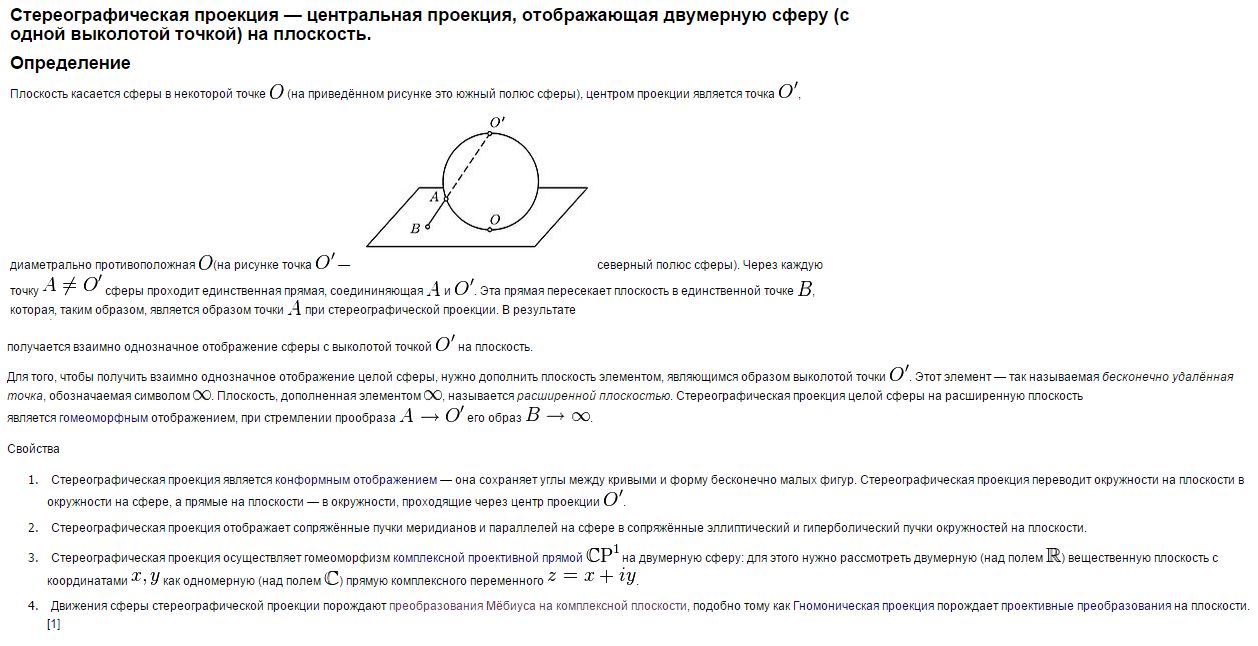 Стереографическая проекция — центральная проекция, отображающая двумерную сферу (с
одной выколотой точкой) на плоскость.
Определение
Плоскость касается сферы в некоторой точке O (на приведённом рисунке это южный полюс сферы), центром проекции является точка O′,
O′
A
B
O
диаметрально противоположная O(на рисунке точка O′ — северный полюс сферы). Через каждую
точку A ≠ O′ сферы проходит единственная прямая, соедининяющая A и O′. Эта прямая пересекает плоскость в единственной точке B,
которая, таким образом, является образом точки A при стереографической проекции. В результате
получается взаимно однозначное отображение сферы с выколотой точкой O′ на плоскость.
Для того, чтобы получить взаимно однозначное отображение целой сферы, нужно дополнить плоскость элементом, являющимся образом выколотой точки O′. Этот элемент — так называемая бесконечно удалённая
точка, обозначаемая символом ∞. Плоскость, дополненная элементом ∞, называется расширенной плоскостью. Стереографическая проекция целой сферы на расширенную плоскость
является гомеоморфным отображением, при стремлении прообраза A → O′ его образ B → ∞.
Свойства
1. Стереографическая проекция является конформным отображением — она сохраняет углы между кривыми и форму бесконечно малых фигур. Стереографическая проекция переводит окружности на плоскости в
окружности на сфере, а прямые на плоскости — в окружности, проходящие через центр проекции O′.
2. Стереографическая проекция отображает сопряжённые пучки меридианов и параллелей на сфере в сопряжённые эллиптический и гиперболический пучки окружностей на плоскости.
3. Стереографическая проекция осуществляет гомеоморфизм комплексной проективной прямой ℂP¹ на двумерную сферу: для этого нужно рассмотреть двумерную (над полем ℝ) вещественную плоскость с
координатами x, y как одномерную (над полем ℂ) прямую комплексного переменного z = x + iy.
4. Движения сферы стереографической проекции порождают преобразования Мёбиуса на комплексной плоскости, подобно тому как Гномоническая проекция порождает проективные преобразования на плоскости.
[1]